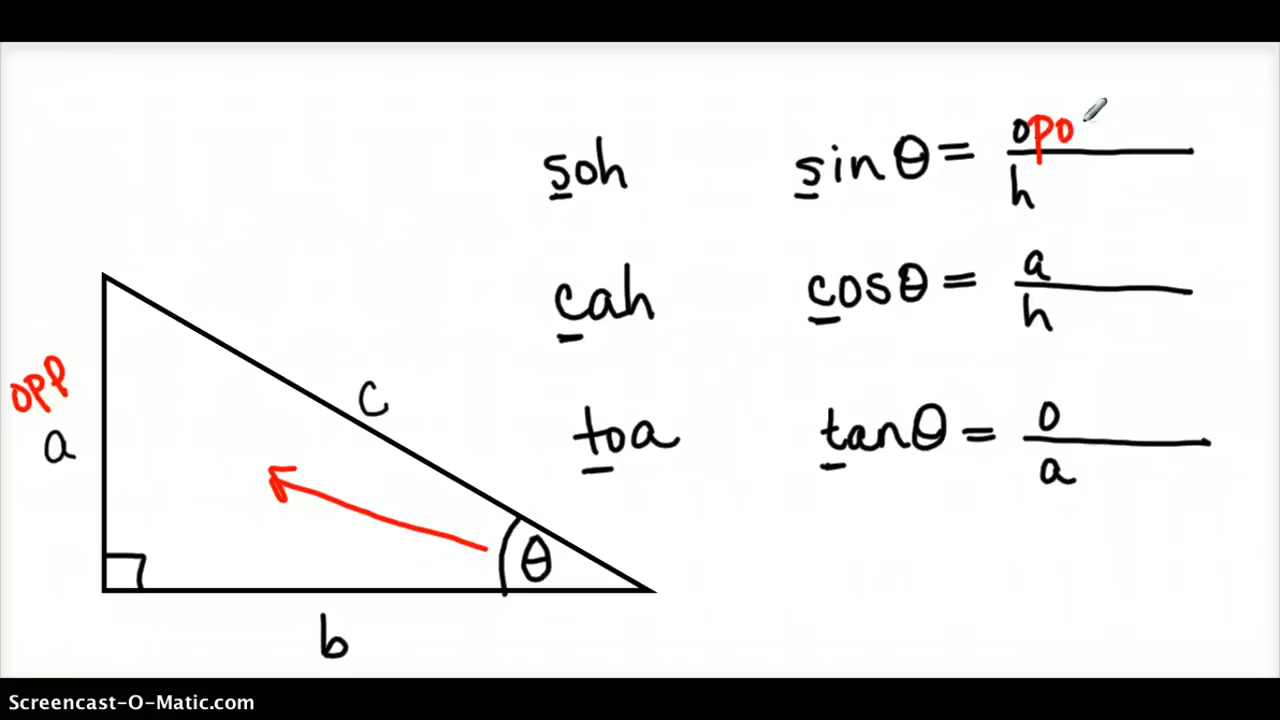 soh
sinθ = opo/h
cah
cosθ = a/h
toa
tanθ = o/a
opp
a
c
θ
b
Screencast-O-Matic.com